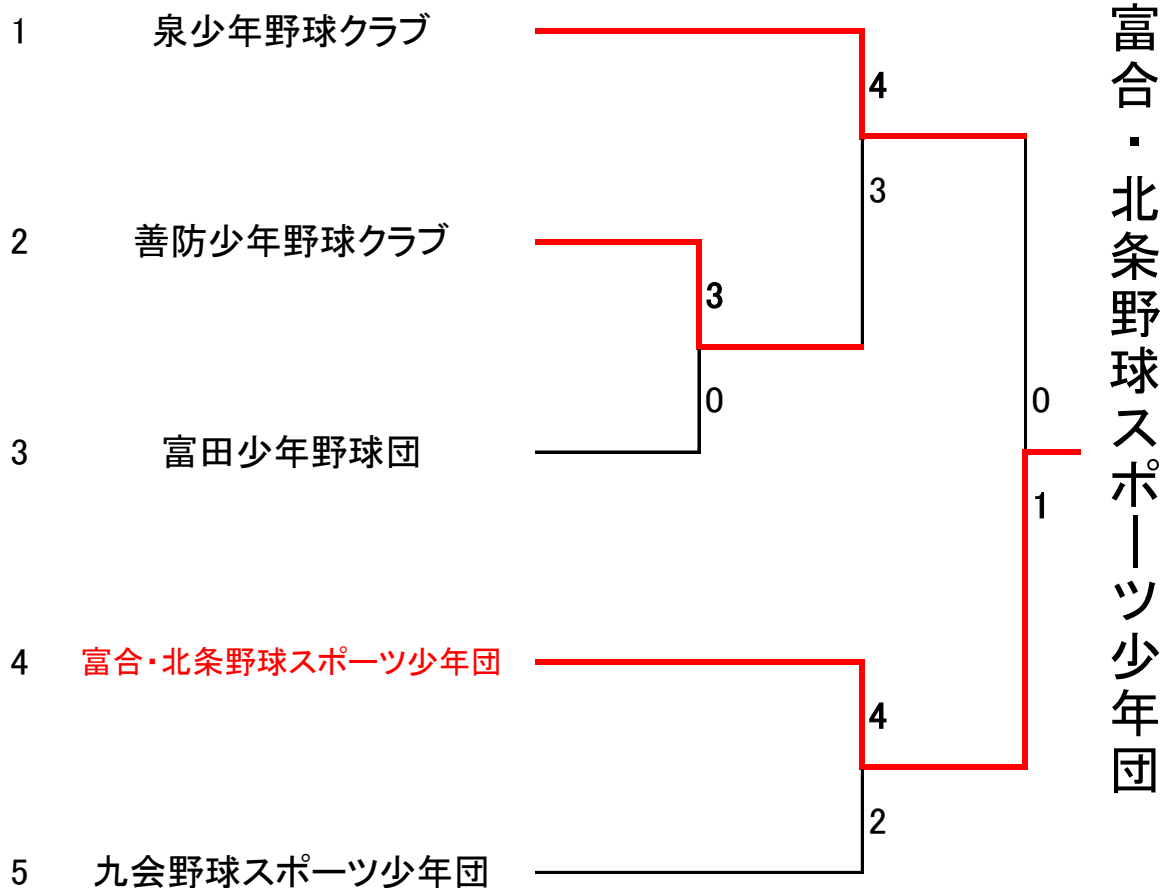 1 泉少年野球クラブ
4
3
2 善防少年野球クラブ
3
0
3 富田少年野球団
0
1
4 富合・北条野球スポーツ少年団
4
2
5 九会野球スポーツ少年団
富合・北条野球スポーツ少年団